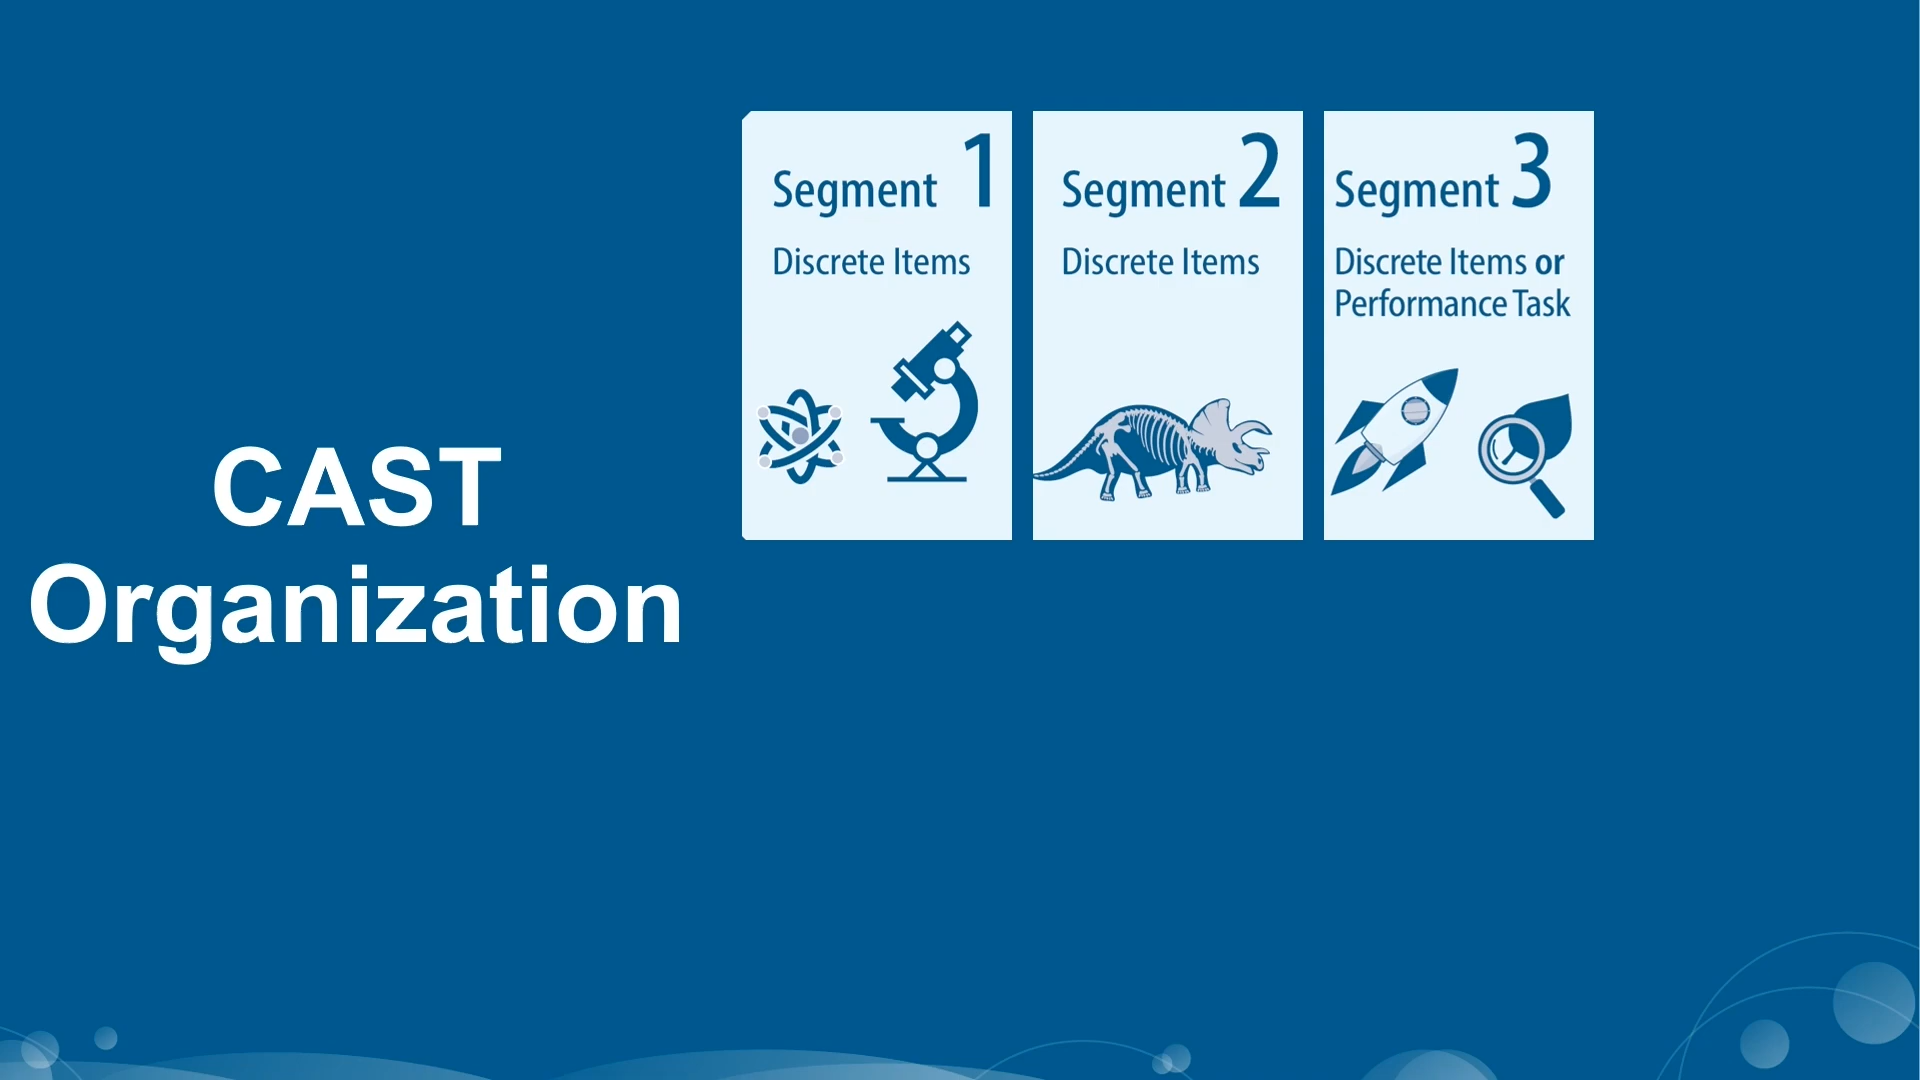 CAST
Organization
Segment 1
Discrete Items
Segment 2
Discrete Items
Segment 3
Discrete Items or
Performance Task